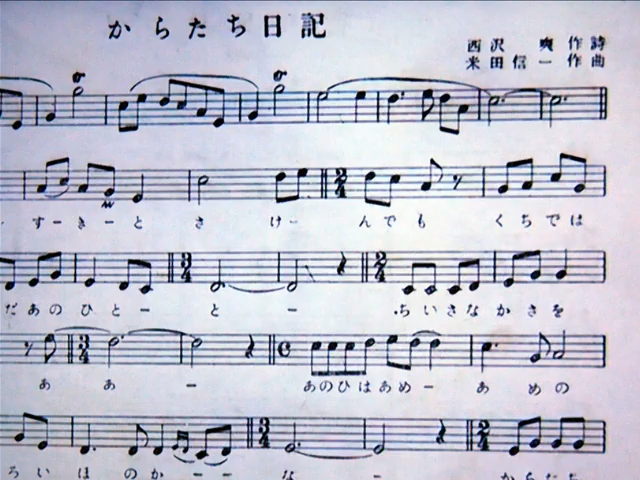 からたち日記
西沢 爽 作詩
米田信一作曲
すーきーと さ けー んでも くちでは
だあのひとー と ー ちいさなかさを
あ あ ー あのひはあめー あ めの
ろい ほ のかーー な ー からたち